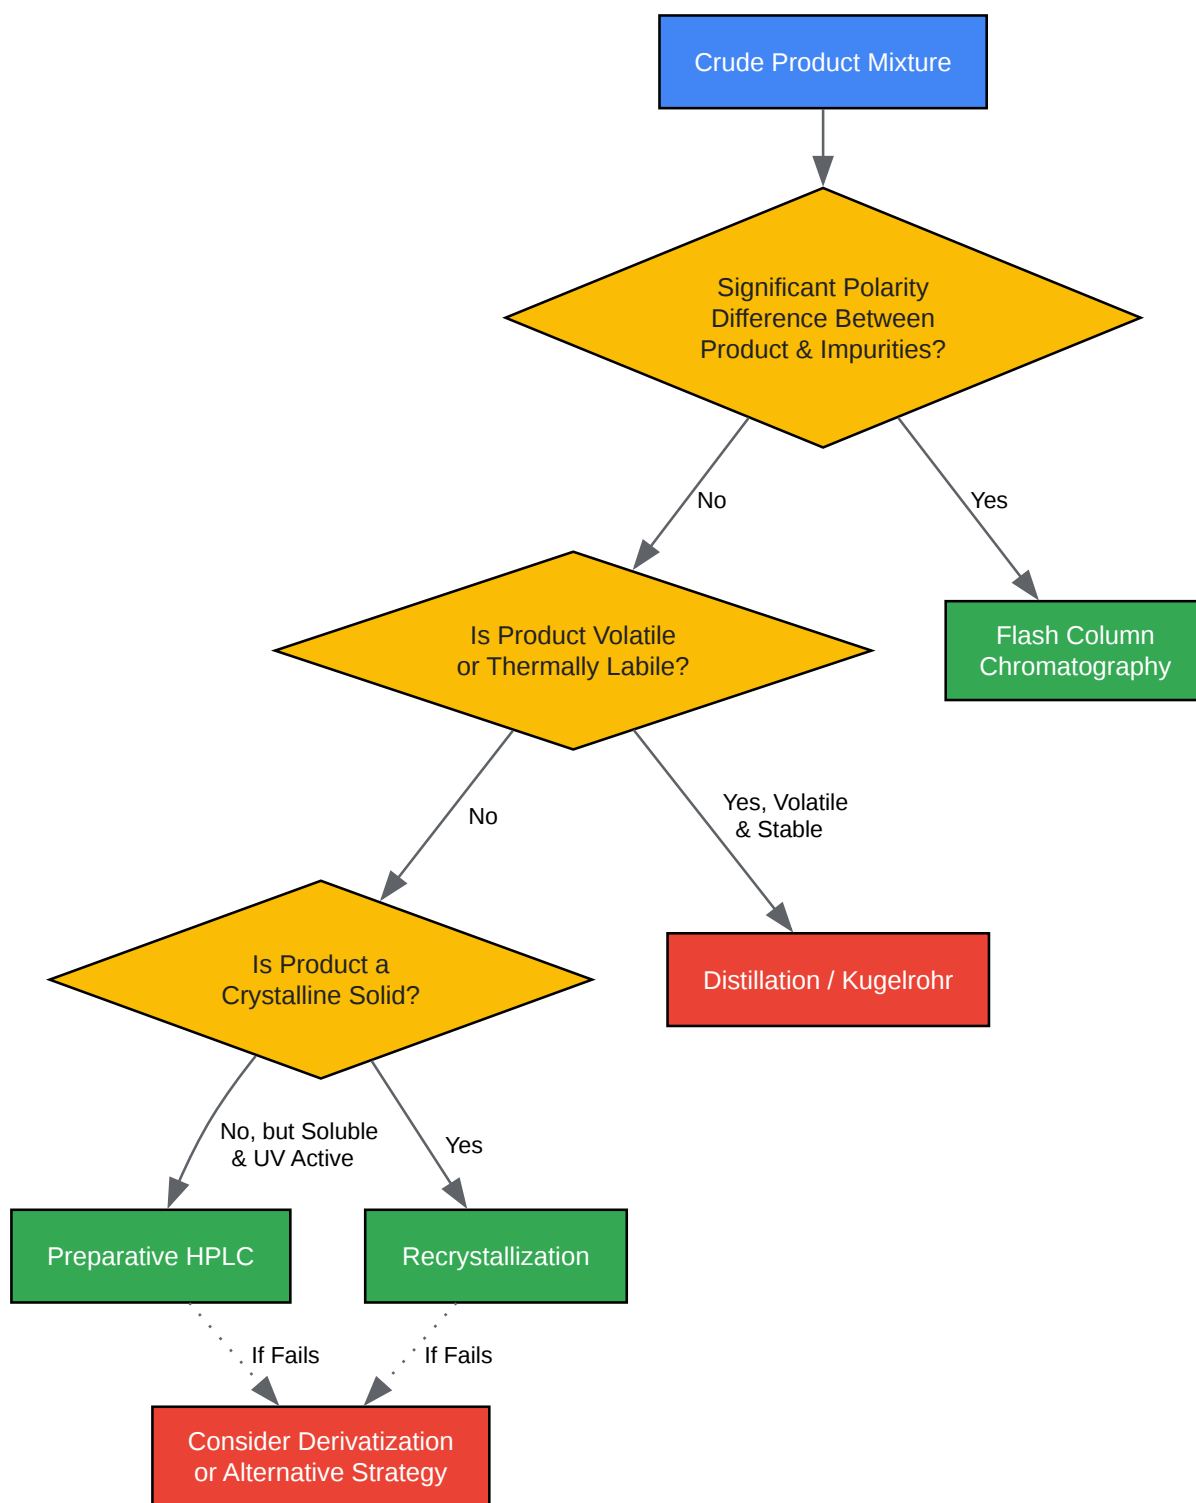 Crude Product Mixture
Significant Polarity
Difference Between
Product & Impurities?
No
Yes
Is Product Volatile
or Thermally Labile?
Flash Column
Chromatography
No
Yes, Volatile
& Stable
Is Product a
Crystalline Solid?
Distillation / Kugelrohr
No, but Soluble
& UV Active
Yes
Preparative HPLC
Recrystallization
If Fails
If Fails
Consider Derivatization
or Alternative Strategy